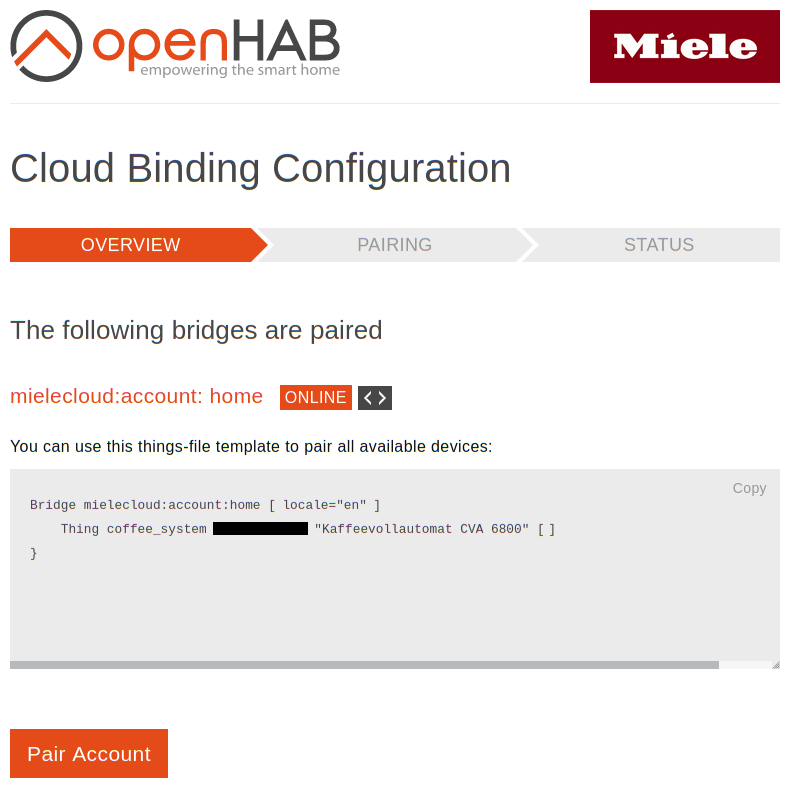 openHAB
empowering the smart home
Miele
Cloud Binding Configuration
OVERVIEW
PAIRING
STATUS
The following bridges are paired
mielecloud:account: home ONLINE <>
You can use this things-file template to pair all available devices:
Copy
Bridge mielecloud:account:home [ locale="en" ]
Thing coffee_system "Kaffeevollautomat CVA 6800" [ ]
}
Pair Account